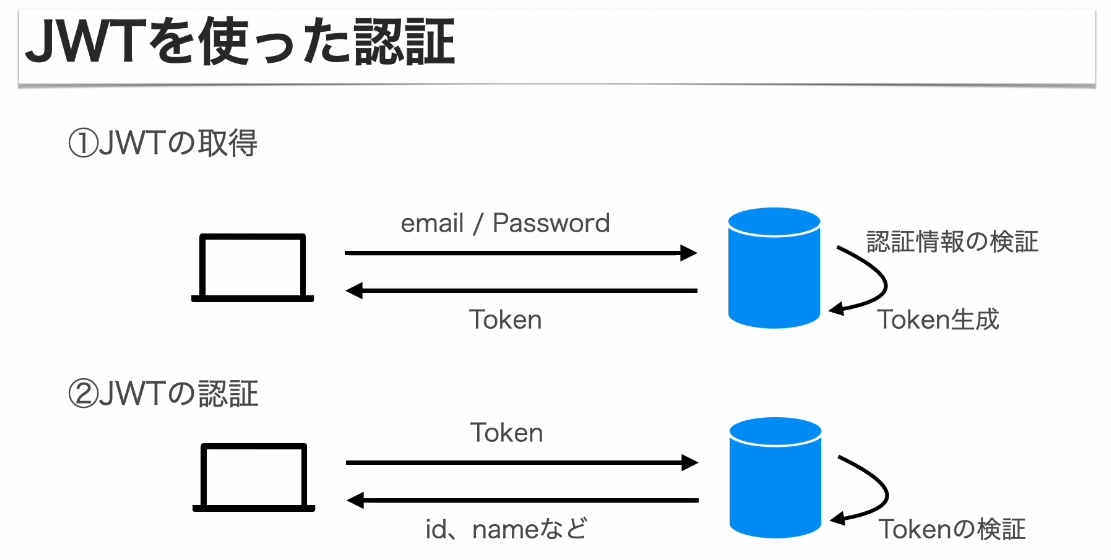 JWTを使った認証
①JWTの取得
email / Password
認証情報の検証
Token
Token生成
②JWTの認証
Token
id、nameなど
Tokenの検証